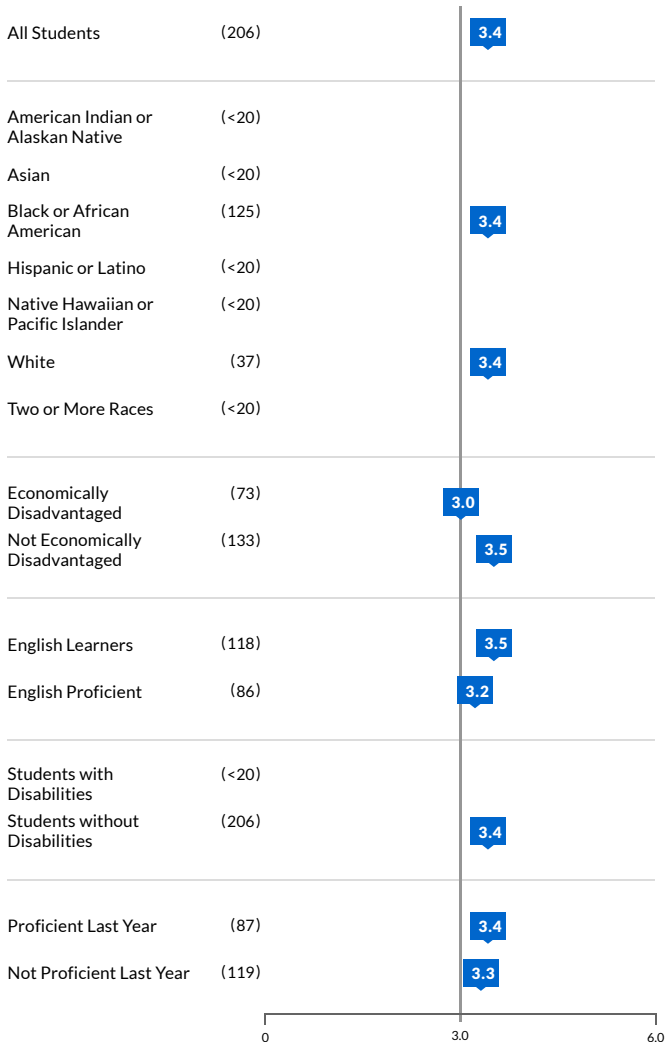 All Students (206) 3.4
American Indian or (<20)
Alaskan Native
Asian (<20)
Black or African (125) 3.4
American
Hispanic or Latino (<20)
Native Hawaiian or (<20)
Pacific Islander
White (37) 3.4
Two or More Races (<20)
Economically (73) 3.0
Disadvantaged
Not Economically (133) 3.5
Disadvantaged
English Learners (118) 3.5
English Proficient (86) 3.2
Students with (<20)
Disabilities
Students without (206) 3.4
Disabilities
Proficient Last Year (87) 3.4
Not Proficient Last Year (119) 3.3
0 3.0 6.0